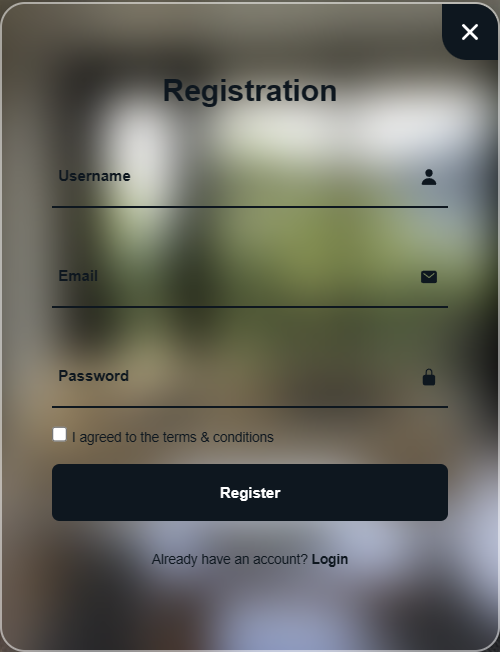 Registration
Username
Email
Password
I agreed to the terms & conditions
Register
Already have an account? Login